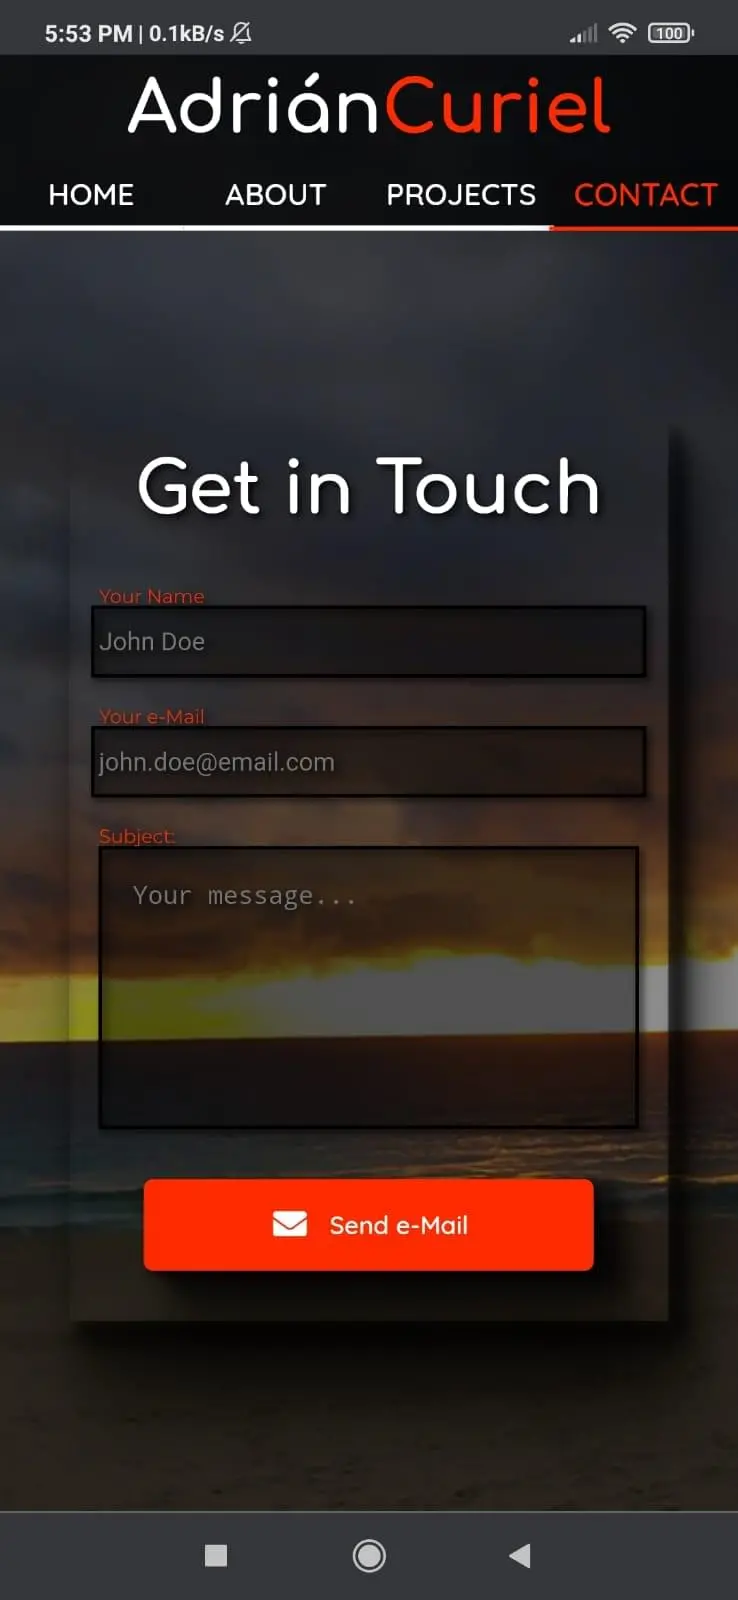 5:53 PM | 0.1kB/s 100
AdriánCuriel
HOME ABOUT PROJECTS CONTACT
Get in Touch
Your Name
John Doe
Your e-Mail
john.doe@email.com
Subject:
Your message...
Send e-Mail